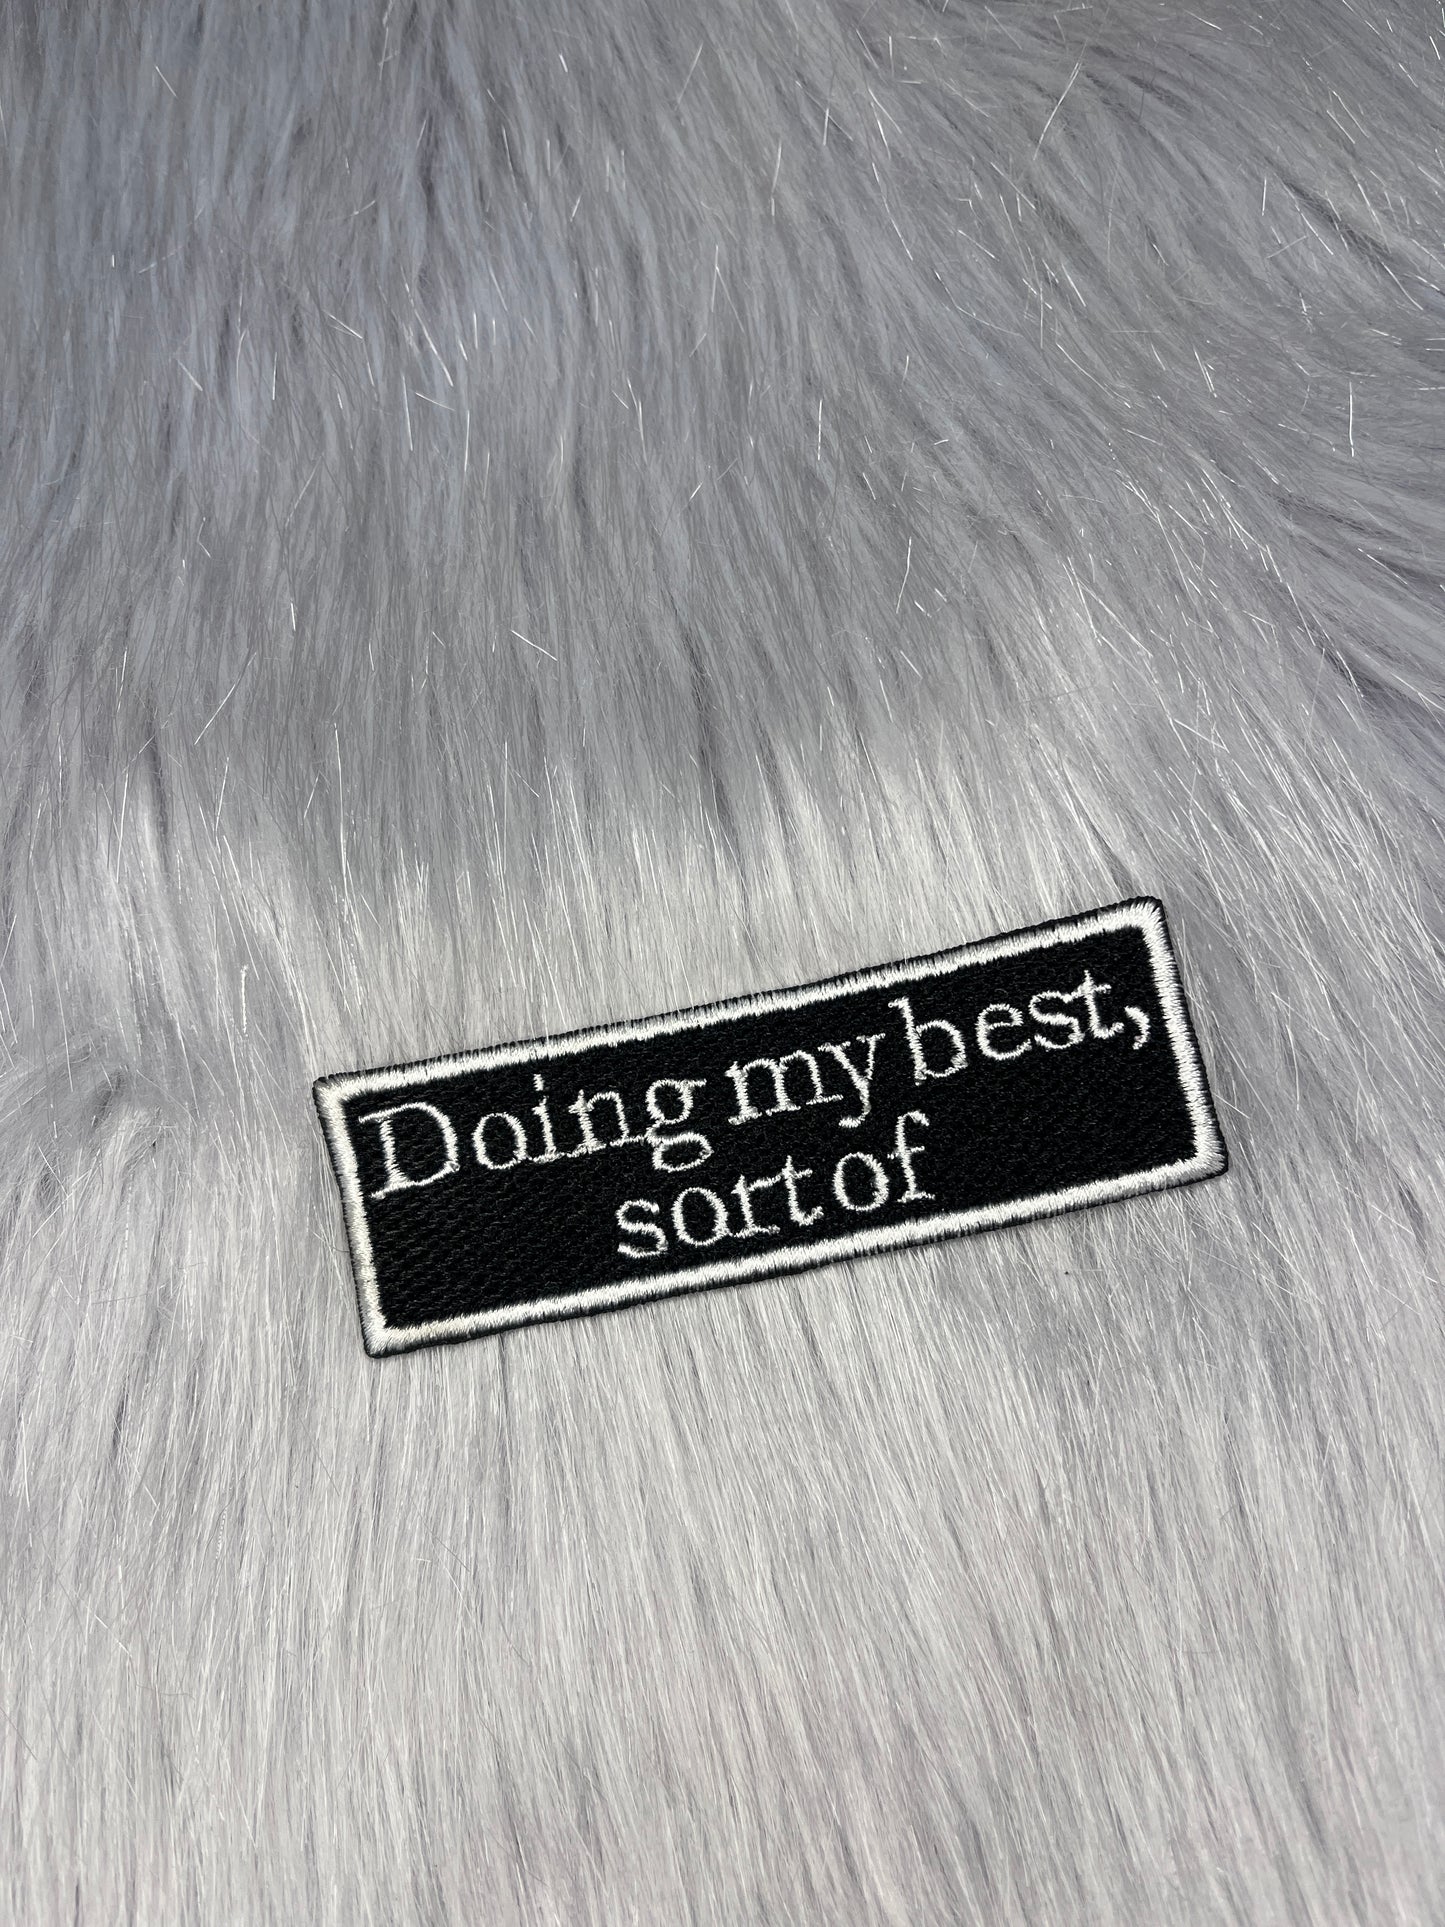 Doing my best,
sort of